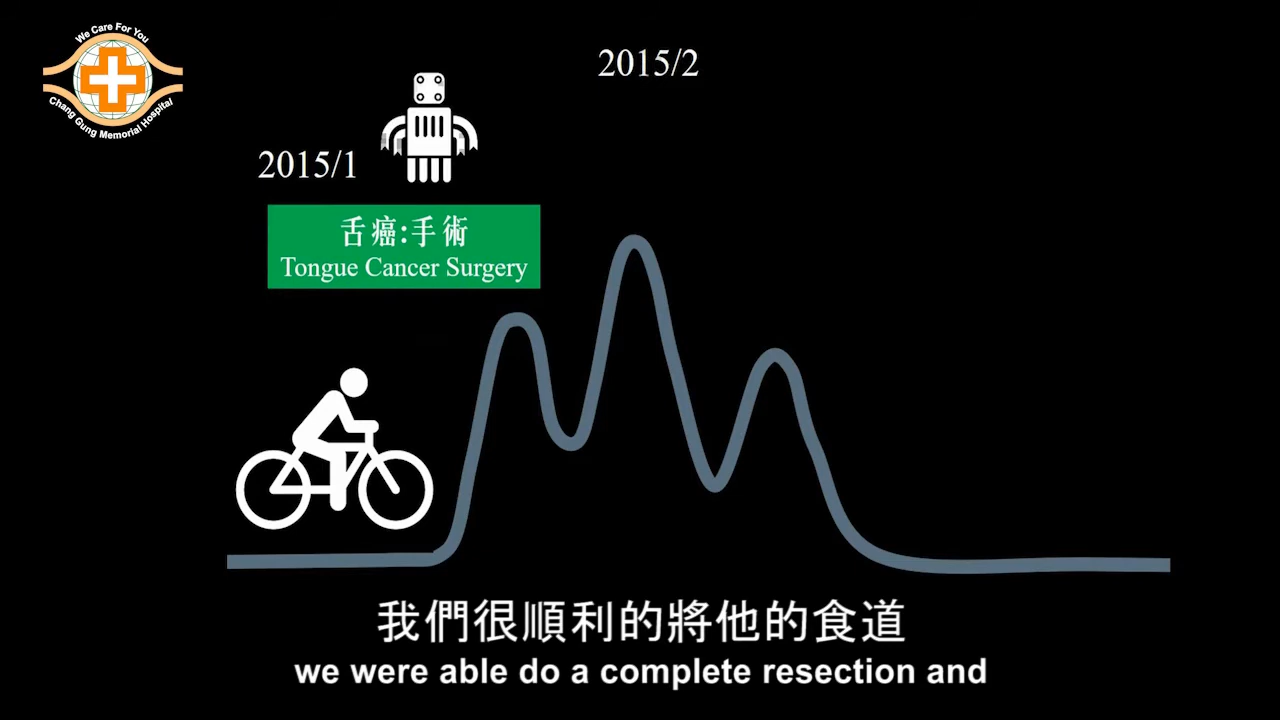 We Care For You
Chang Gung Memorial Hospital
2015/2
2015/1
舌癌:手術
Tongue Cancer Surgery
我們很順利的將他的食道
we were able do a complete resection and